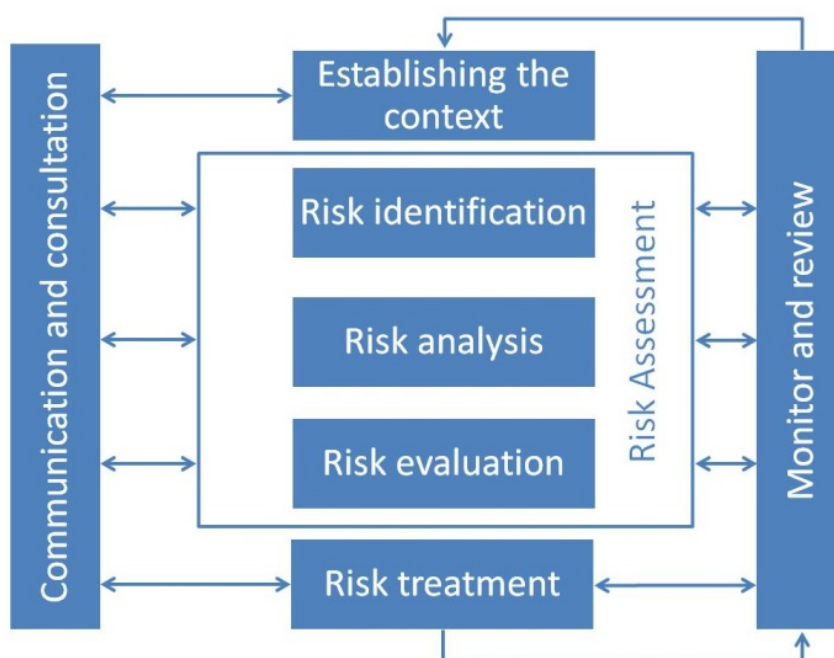 Communication and consultation
Establishing the
context
Risk identification
Risk analysis
Risk evaluation
Risk Assessment
Risk treatment
Monitor and review